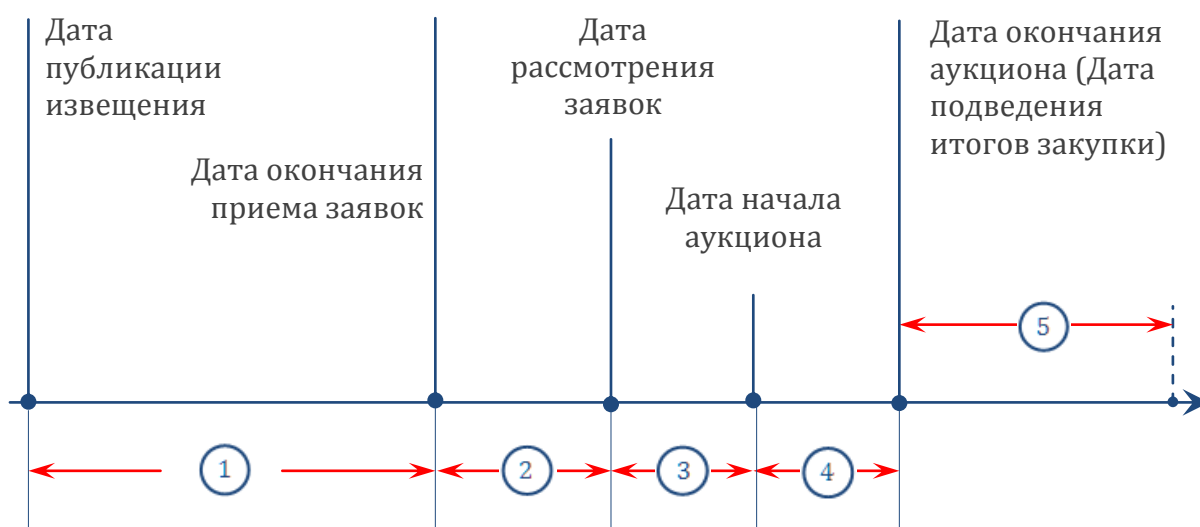 Дата
публикации
извещения
Дата окончания
приема заявок
Дата
рассмотрения
заявок
Дата начала
аукциона
Дата окончания
аукциона (Дата
подведения
итогов закупки)
5
1
2
3
4